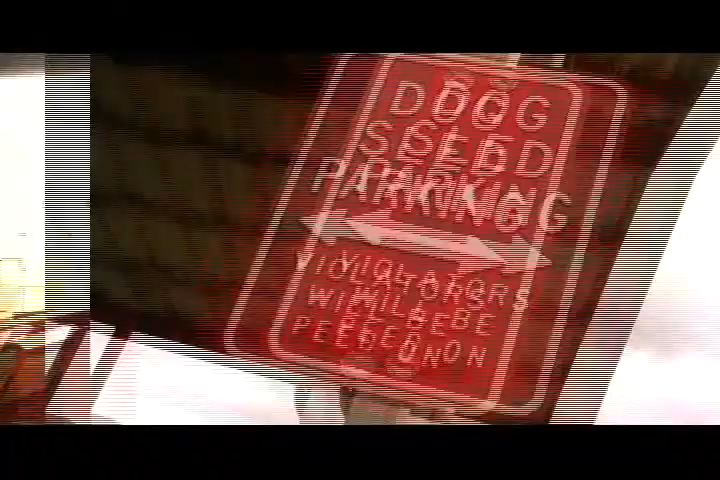 DOG
SLED
PARKING
VIOLATORS
WILL BE
PEED ON